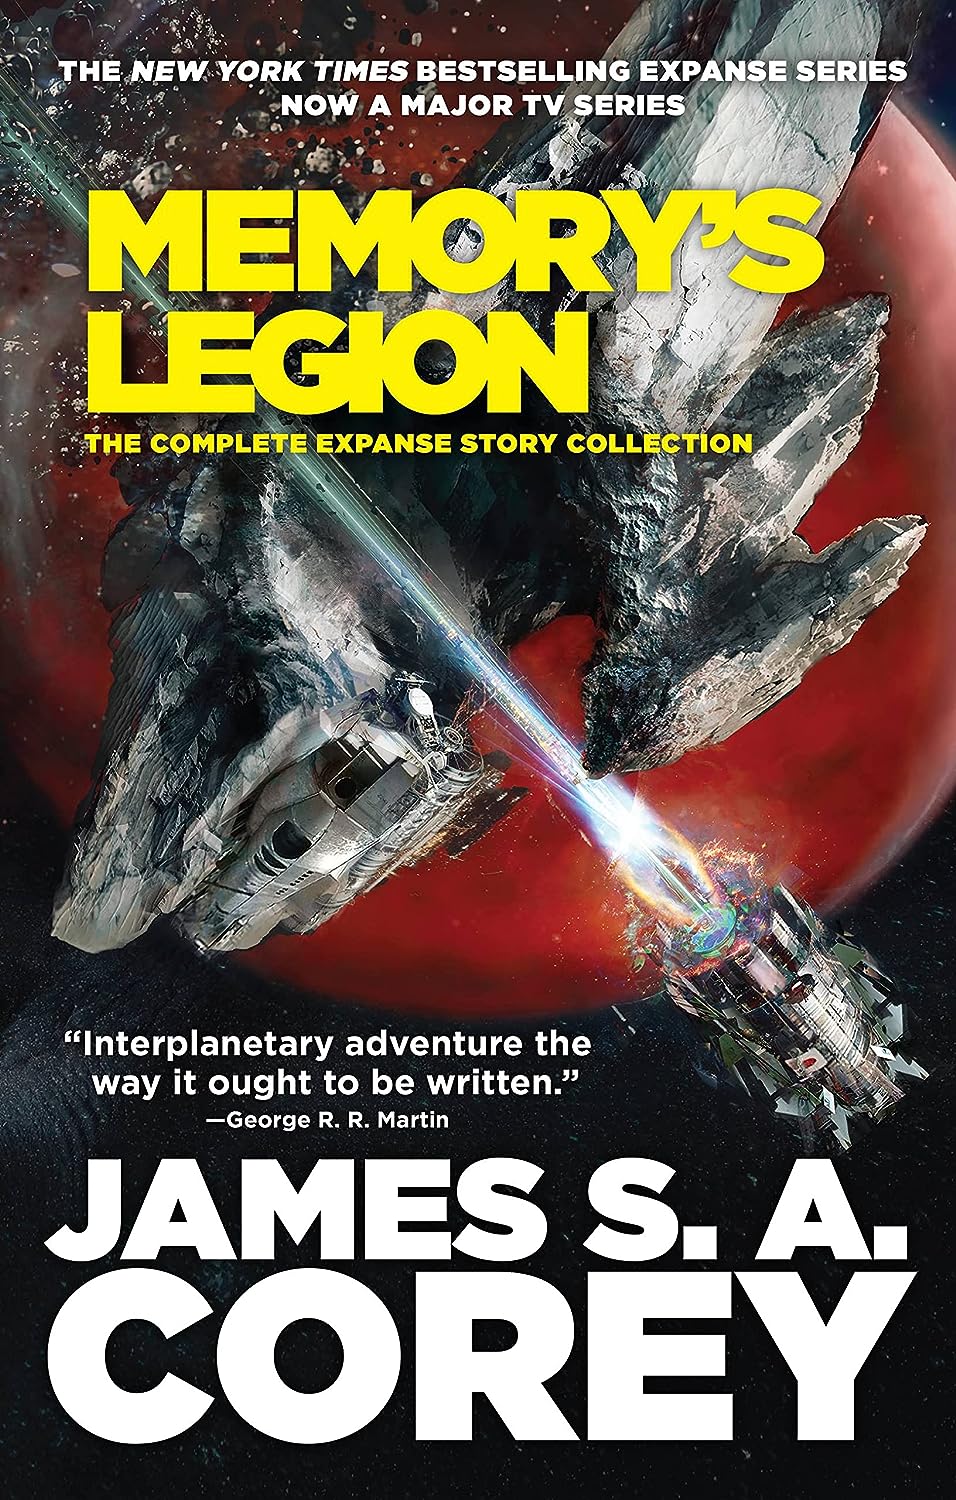 THE NEW YORK TIMES BESTSELLING EXPANSE SERIES
NOW A MAJOR TV SERIES
MEMORY'S
LEGION
THE COMPLETE EXPANSE STORY COLLECTION
“Interplanetary adventure the
way it ought to be written.”
—George R. R. Martin
JAMES S. A.
COREY